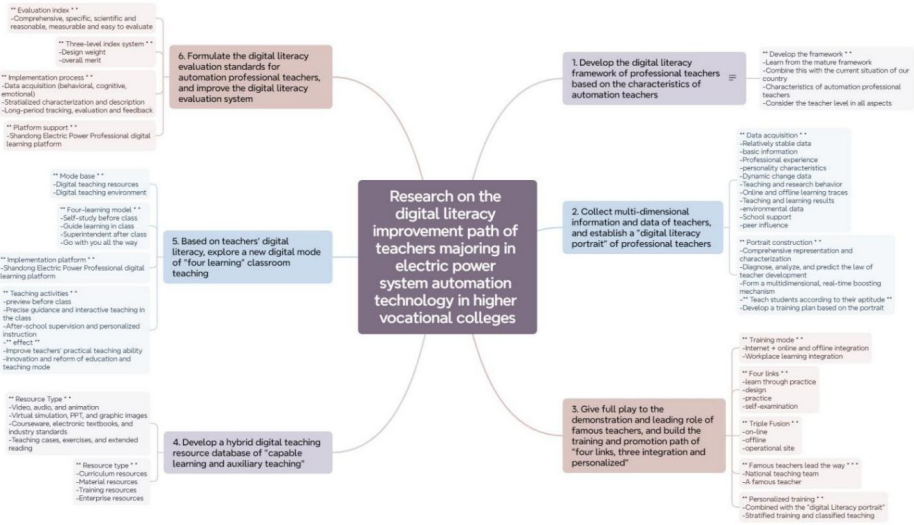 Research on the
digital literacy
improvement path of
teachers majoring in
electric power
system automation
technology in higher
vocational colleges
1. Develop the digital literacy
framework of professional teachers
based on the characteristics of
automation teachers
** Develop the framework * *
-Learn from the mature framework
-Combine this with the current situation of our
country
-Characteristics of automation professional
teachers
-Consider the teacher level in all aspects
2. Collect multi-dimensional
information and data of teachers,
and establish a "digital literacy
portrait" of professional teachers
** Data acquisition * *
-Relatively stable data
-basic information
-Professional experience
-personality characteristics
-Dynamic change data
-Teaching and research behavior
-Online and offline learning traces
-Teaching and learning results
-environmental data
-School support
-peer influence
** Portrait construction * *
-Comprehensive representation and
characterization
-Diagnose, analyze, and predict the law of
teacher development
-Form a multidimensional, real-time boosting
mechanism
-** Teach students according to their aptitude **
-Develop a training plan based on the portrait
3. Give full play to the
demonstration and leading role of
famous teachers, and build the
training and promotion path of
"four links, three integration and
personalized"
** Training mode * *
-Internet + online and offline integration
-Workplace learning integration
** Four links * *
-learn through practice
-design
-practice
-self-examination
** Triple Fusion * *
-on-line
-offline
-operational site
** Famous teachers lead the way * * *
-National teaching team
-A famous teacher
** Personalized training * *
-Combined with the "digital Literacy portrait"
-Stratified training and classified teaching
4. Develop a hybrid digital teaching
resource database of "capable
learning and auxiliary teaching"
** Resource Type * *
-Video, audio, and animation
-Virtual simulation, PPT, and graphic images
-Courseware, electronic textbooks, and
industry standards
-Teaching cases, exercises, and extended
reading
** Resource type * *
-Curriculum resources
-Material resources
-Training resources
-Enterprise resources
5. Based on teachers' digital
literacy, explore a new digital mode
of "four learning" classroom
teaching
** Mode base * *
-Digital teaching resources
-Digital teaching environment
** Four-learning model * *
-Self-study before class
-Guide learning in class
-Superintendent after class
-Go with you all the way
** Implementation platform * *
-Shandong Electric Power Professional digital
learning platform
** Teaching activities * *
-preview before class
-Precise guidance and interactive teaching in
the class
-After-school supervision and personalized
instruction
-** effect **
-Improve teachers' practical teaching ability
-Innovation and reform of education and
teaching mode
6. Formulate the digital literacy
evaluation standards for
automation professional teachers,
and improve the digital literacy
evaluation system
** Evaluation index * *
-Comprehensive, specific, scientific and
reasonable, measurable and easy to evaluate
** Three-level index system * *
-Design weight
-overall merit
** Implementation process * *
-Data acquisition (behavioral, cognitive,
emotional)
-Stratialized characterization and description
-Long-period tracking, evaluation and feedback
** Platform support * *
-Shandong Electric Power Professional digital
learning platform